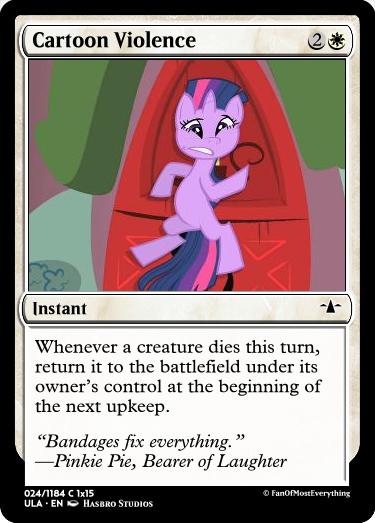 Cartoon Violence 2
Instant
Whenever a creature dies this turn,
return it to the battlefield under its
owner's control at the beginning of
the next upkeep.
“Bandages fix everything.”
—Pinkie Pie, Bearer of Laughter
024/1184 C 1x15
ULA • EN Hasbro Studios
© FanOfMostEverything